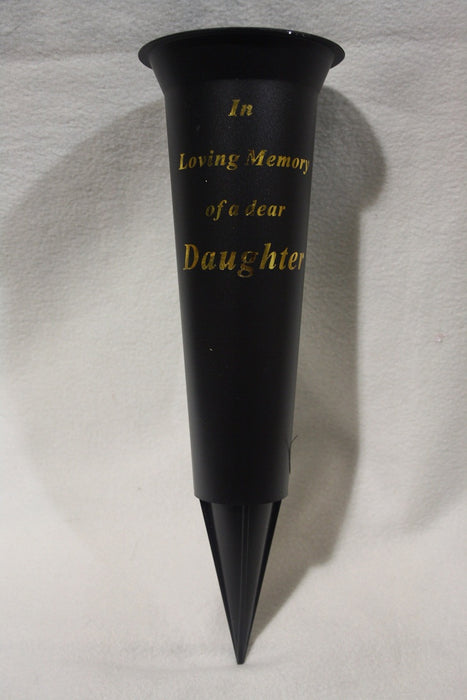 In
Loving Memory
of a dear
Daughter